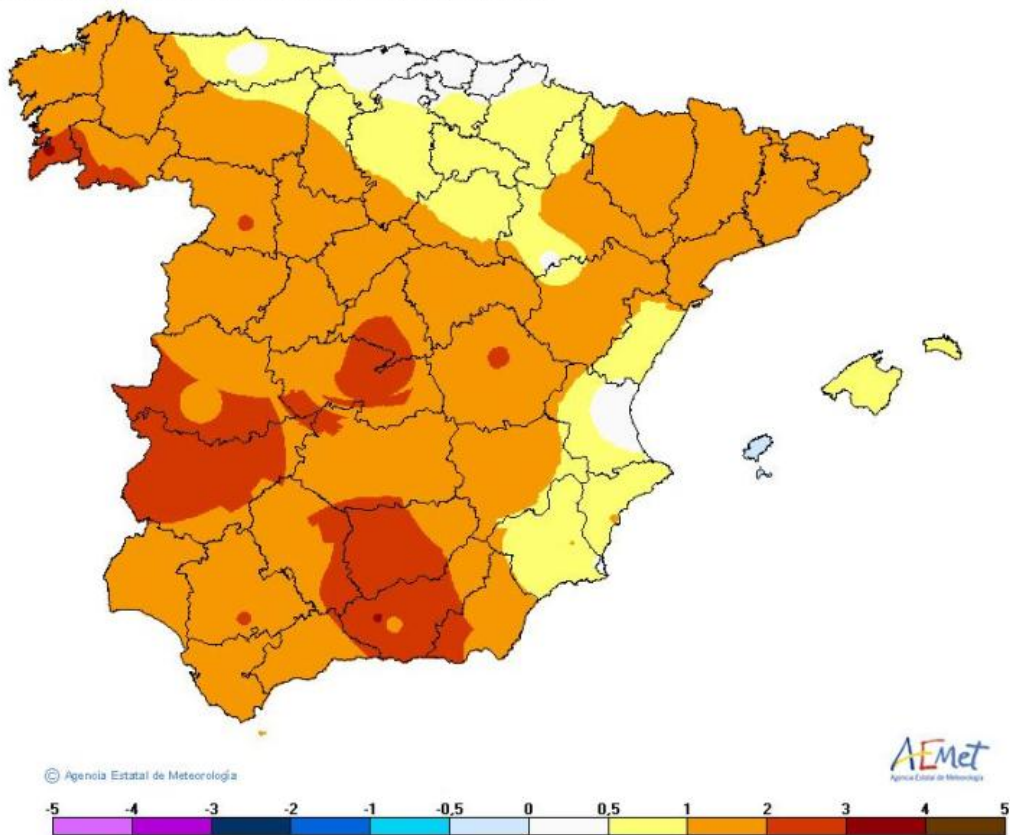 AEMet
Agencia Estatal de Meteorología
© Agencia Estatal de Meteorología
-5 -4 -3 -2 -1 -0,5 0 0,5 1 2 3 4 5